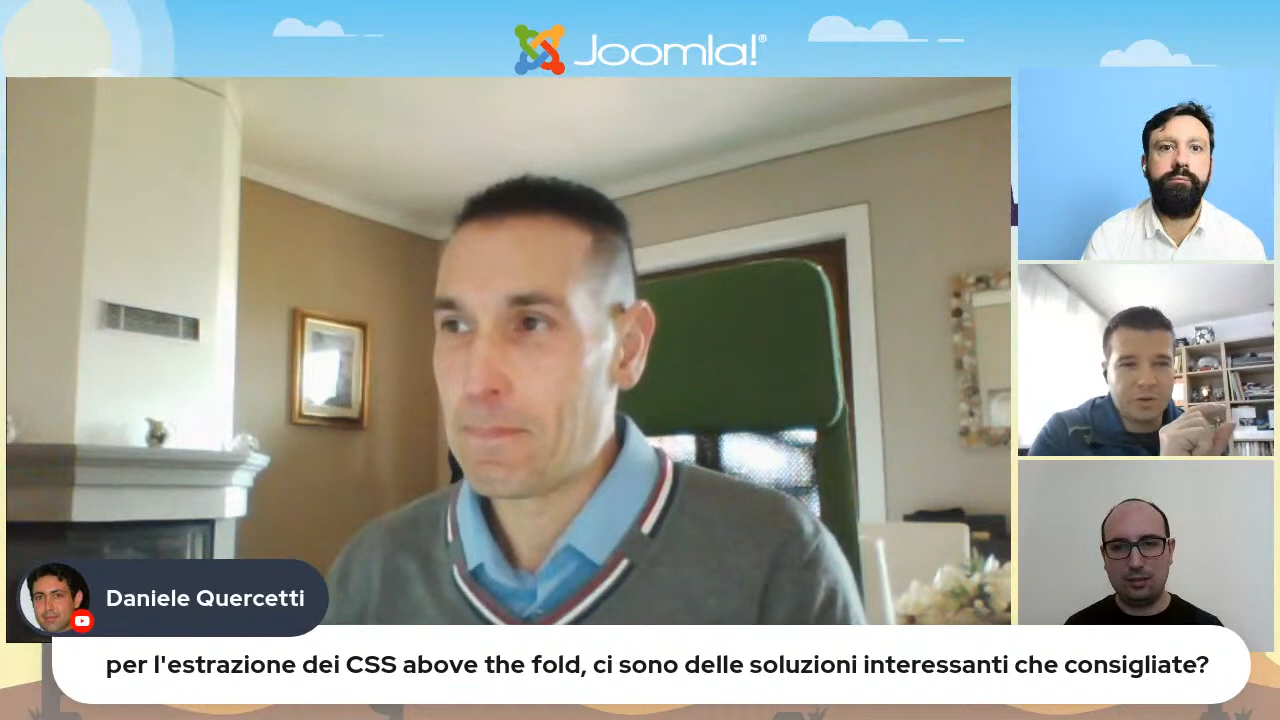 Joomla!®
Daniele Quercetti
per l'estrazione dei CSS above the fold, ci sono delle soluzioni interessanti che consigliate?